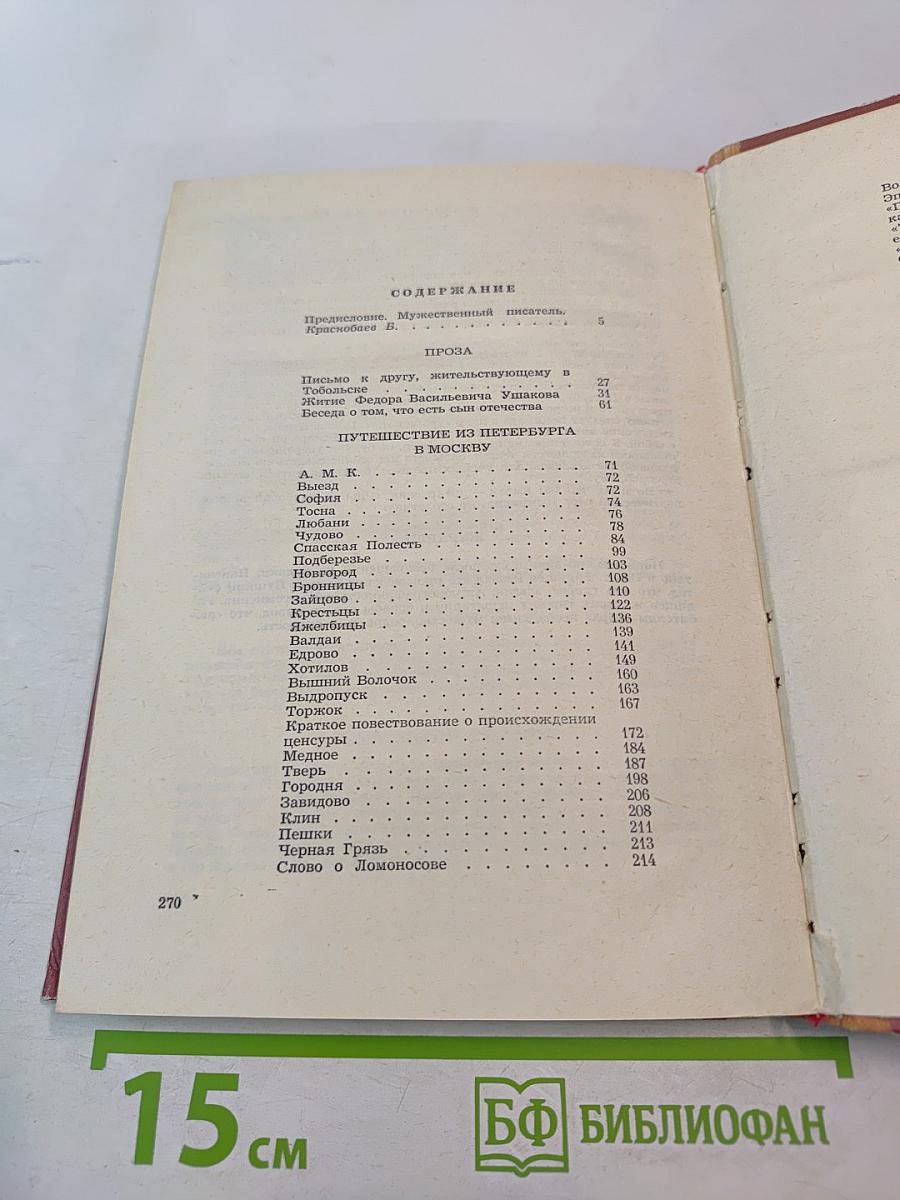 СОДЕРЖАНИЕ
Предисловие. Мужественный писатель.
Краснобаев Б. . . . . . . . . . . . 5
ПРОЗА
Письмо к другу, жительствующему в
Тобольске . . . . . . . . . . . . 27
Житие Федора Васильевича Ушакова 31
Беседа о том, что есть сын отечества 61
ПУТЕШЕСТВИЕ ИЗ ПЕТЕРБУРГА
В МОСКВУ
А. М. К. . . . . . . . . . . . . 71
Выезд . . . . . . . . . . . . . 72
София . . . . . . . . . . . . . 72
Тосна . . . . . . . . . . . . . 74
Любани . . . . . . . . . . . . . 76
Чудово . . . . . . . . . . . . . 78
Спасская Полесть . . . . . . . . . 84
Подберезье . . . . . . . . . . . . 99
Новгород . . . . . . . . . . . . 103
Бронницы . . . . . . . . . . . . 108
Зайцово . . . . . . . . . . . . . 110
Крестьцы . . . . . . . . . . . . 122
Яжелбицы . . . . . . . . . . . . 136
Валдаи . . . . . . . . . . . . . 139
Едрово . . . . . . . . . . . . . 141
Хотилов . . . . . . . . . . . . . 149
Вышний Волочок . . . . . . . . . 160
Выдропуск . . . . . . . . . . . . 163
Торжок . . . . . . . . . . . . . 167
Краткое повествование о происхождении
ценсуры . . . . . . . . . . . . . 172
Медное . . . . . . . . . . . . . 184
Тверь . . . . . . . . . . . . . 187
Городня . . . . . . . . . . . . . 198
Завидово . . . . . . . . . . . . 206
Клин . . . . . . . . . . . . . . 208
Пешки . . . . . . . . . . . . . 211
Черная Грязь . . . . . . . . . . 213
Слово о Ломоносове . . . . . . . . 214
270
15 см
БФ БИБЛИОФАН